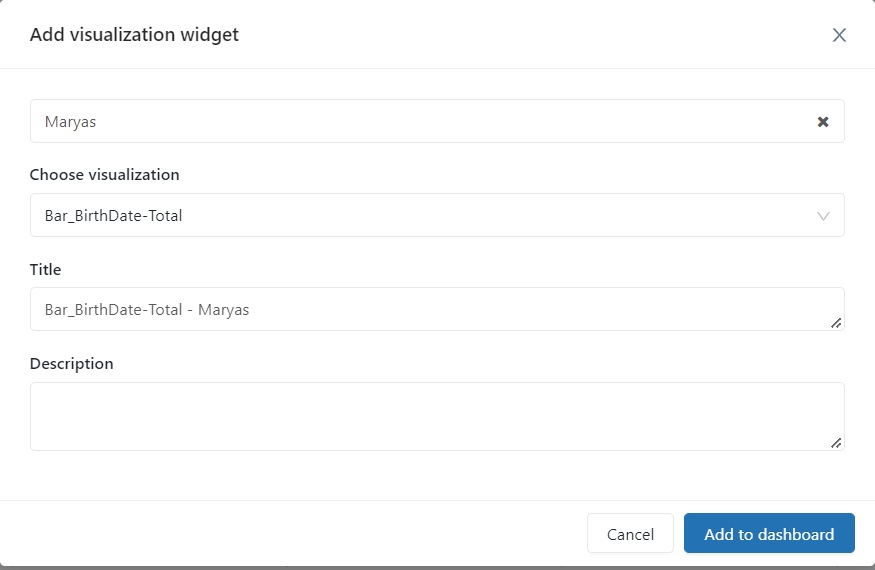 Add visualization widget
Maryas
Choose visualization
Bar_BirthDate-Total
Title
Bar_BirthDate-Total - Maryas
Description
Cancel Add to dashboard